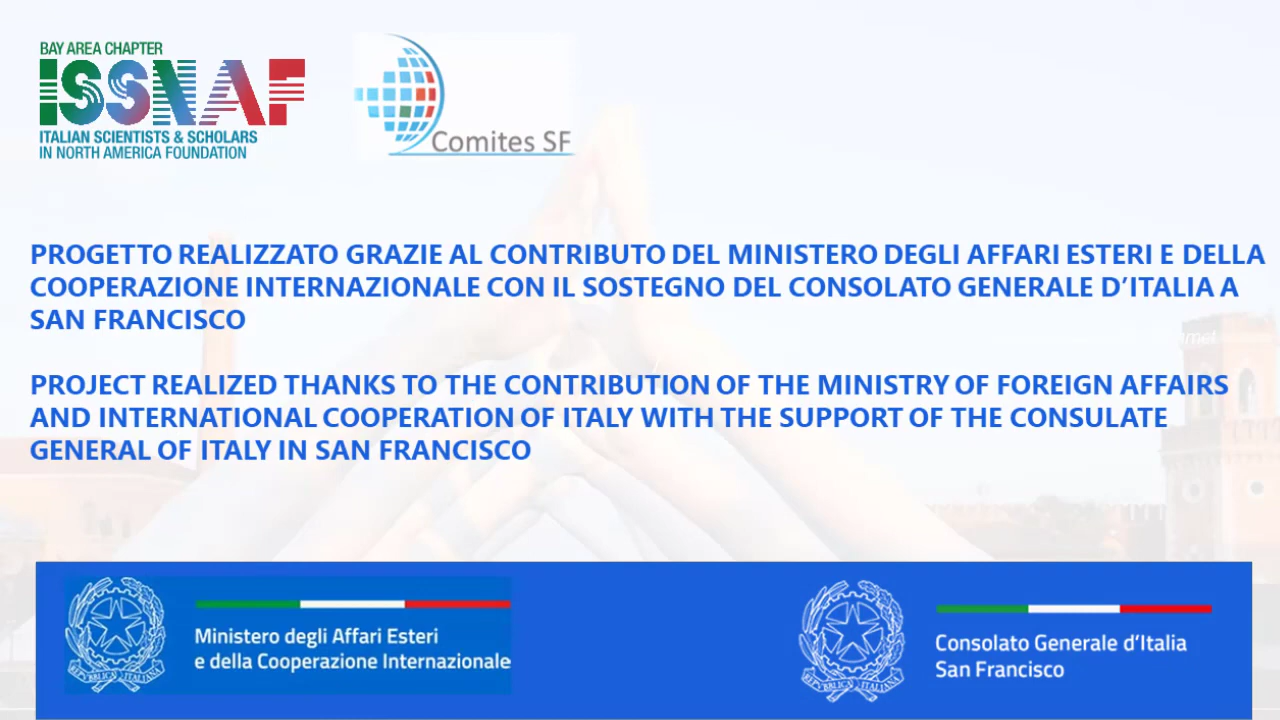 BAY AREA CHAPTER
ISSNAF
ITALIAN SCIENTISTS & SCHOLARS
IN NORTH AMERICA FOUNDATION
Comites SF
PROGETTO REALIZZATO GRAZIE AL CONTRIBUTO DEL MINISTERO DEGLI AFFARI ESTERI E DELLA
COOPERAZIONE INTERNAZIONALE CON IL SOSTEGNO DEL CONSOLATO GENERALE D’ITALIA A
SAN FRANCISCO
PROJECT REALIZED THANKS TO THE CONTRIBUTION OF THE MINISTRY OF FOREIGN AFFAIRS
AND INTERNATIONAL COOPERATION OF ITALY WITH THE SUPPORT OF THE CONSULATE
GENERAL OF ITALY IN SAN FRANCISCO
REPVBBLICA ITALIANA
Ministero degli Affari Esteri
e della Cooperazione Internazionale
REPVBBLICA ITALIANA
Consolato Generale d’Italia
San Francisco